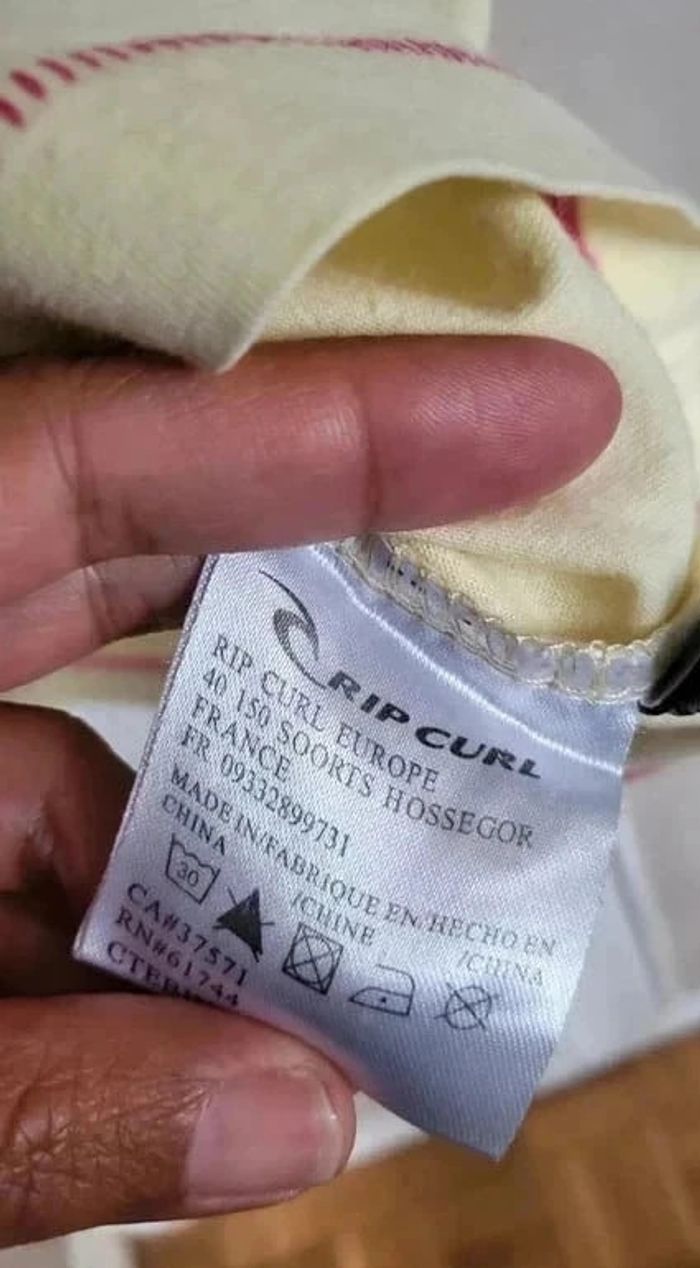 RIP CURL
RIP CURL EUROPE
40 150 SOORTS HOSSEGOR
FRANCE
FR 09332899731
MADE IN/FABRIQUE EN/HECHO EN
CHINA /CHINE /CHINA
30
CA#37571
RN#61744